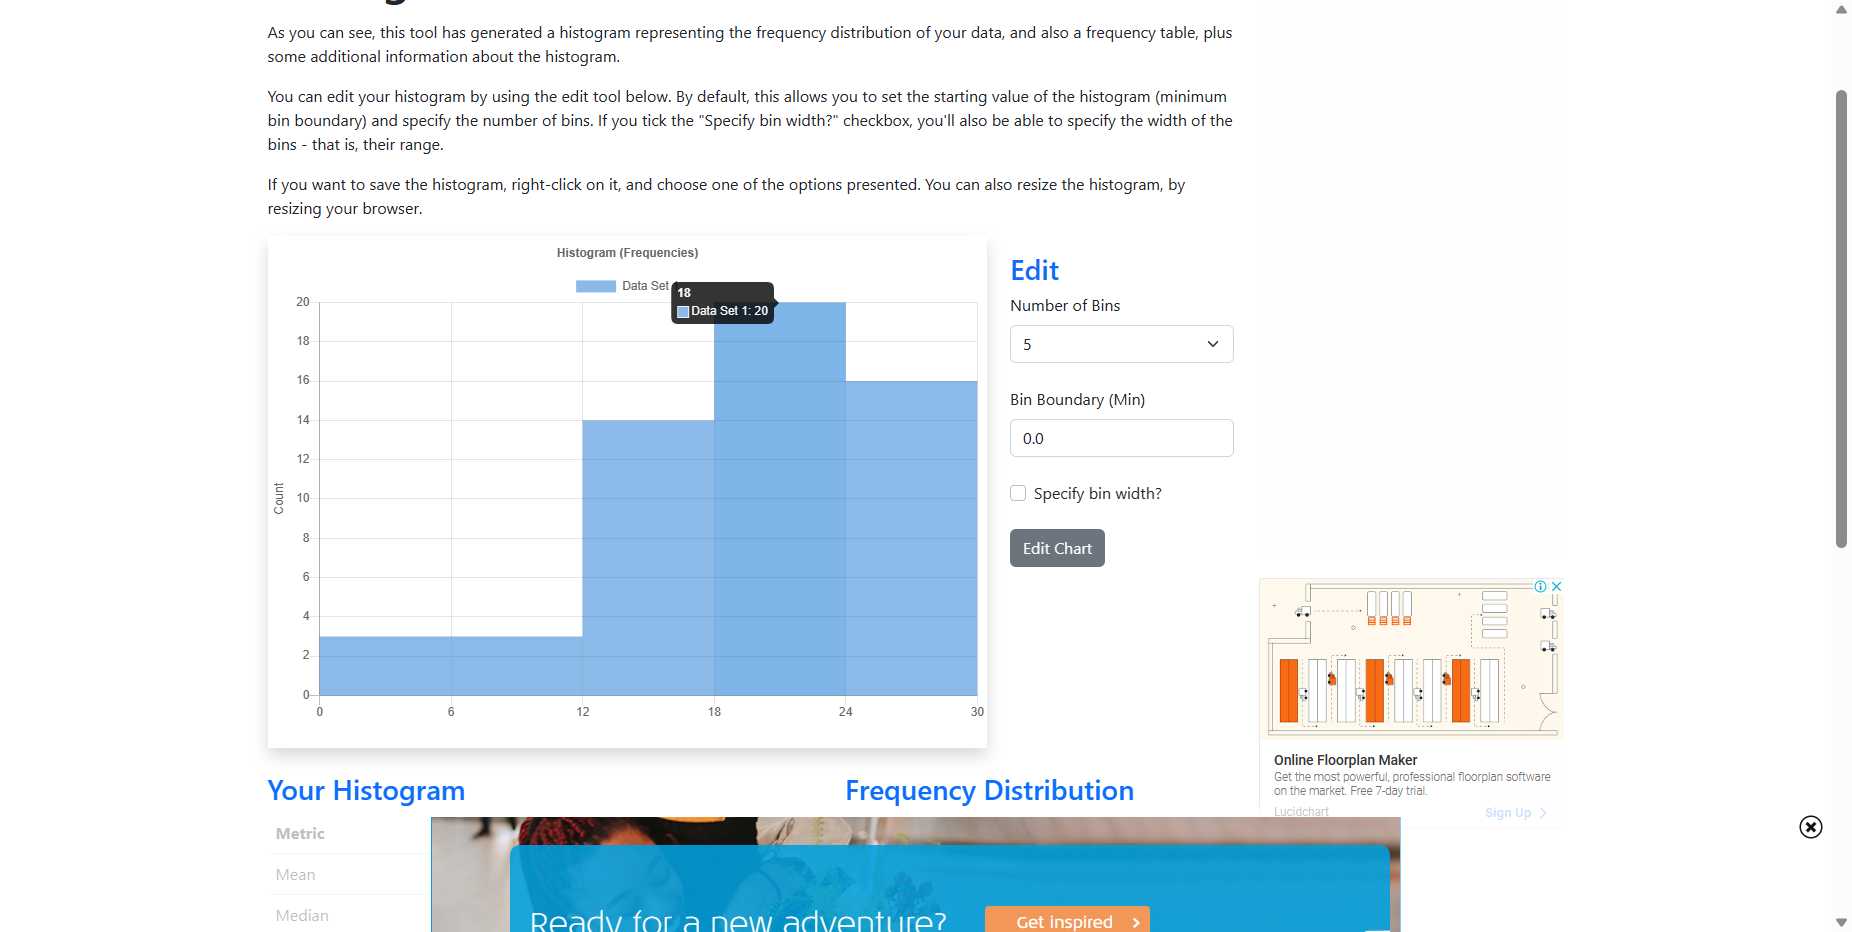 As you can see, this tool has generated a histogram representing the frequency distribution of your data, and also a frequency table, plus
some additional information about the histogram.
You can edit your histogram by using the edit tool below. By default, this allows you to set the starting value of the histogram (minimum
bin boundary) and specify the number of bins. If you tick the "Specify bin width?" checkbox, you'll also be able to specify the width of the
bins - that is, their range.
If you want to save the histogram, right-click on it, and choose one of the options presented. You can also resize the histogram, by
resizing your browser.
Histogram (Frequencies)
Data Set
18
Data Set 1: 20
20
18
16
14
12
10
8
6
4
2
0
Count
0 6 12 18 24 30
Edit
Number of Bins
5
Bin Boundary (Min)
0.0
Specify bin width?
Edit Chart
Online Floorplan Maker
Get the most powerful, professional floorplan software
on the market. Free 7-day trial.
Lucidchart
Sign Up
Your Histogram
Metric
Mean
Median
Frequency Distribution
Ready for a new adventure?
Get inspired